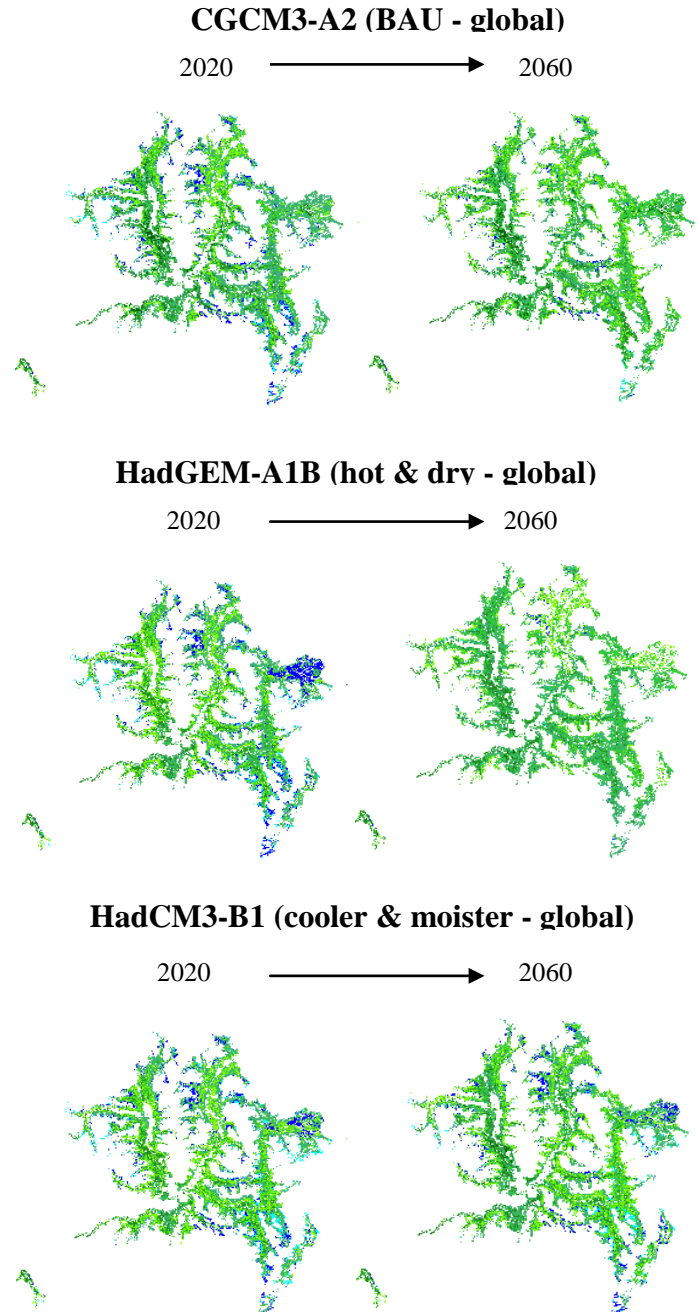 CGCM3-A2 (BAU - global)
2020 2060
HadGEM-A1B (hot & dry - global)
2020 2060
HadCM3-B1 (cooler & moister - global)
2020 2060